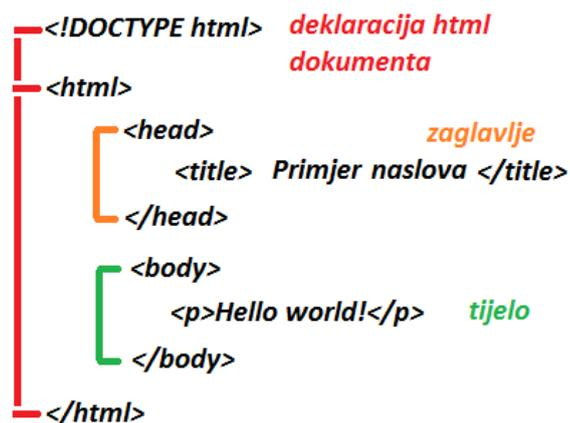 <!DOCTYPE html> deklaracija html
dokumenta
<html>
<head> zaglavlje
<title> Primjer naslova </title>
</head>
<body>
<p>Hello world!</p> tijelo
</body>
</html>